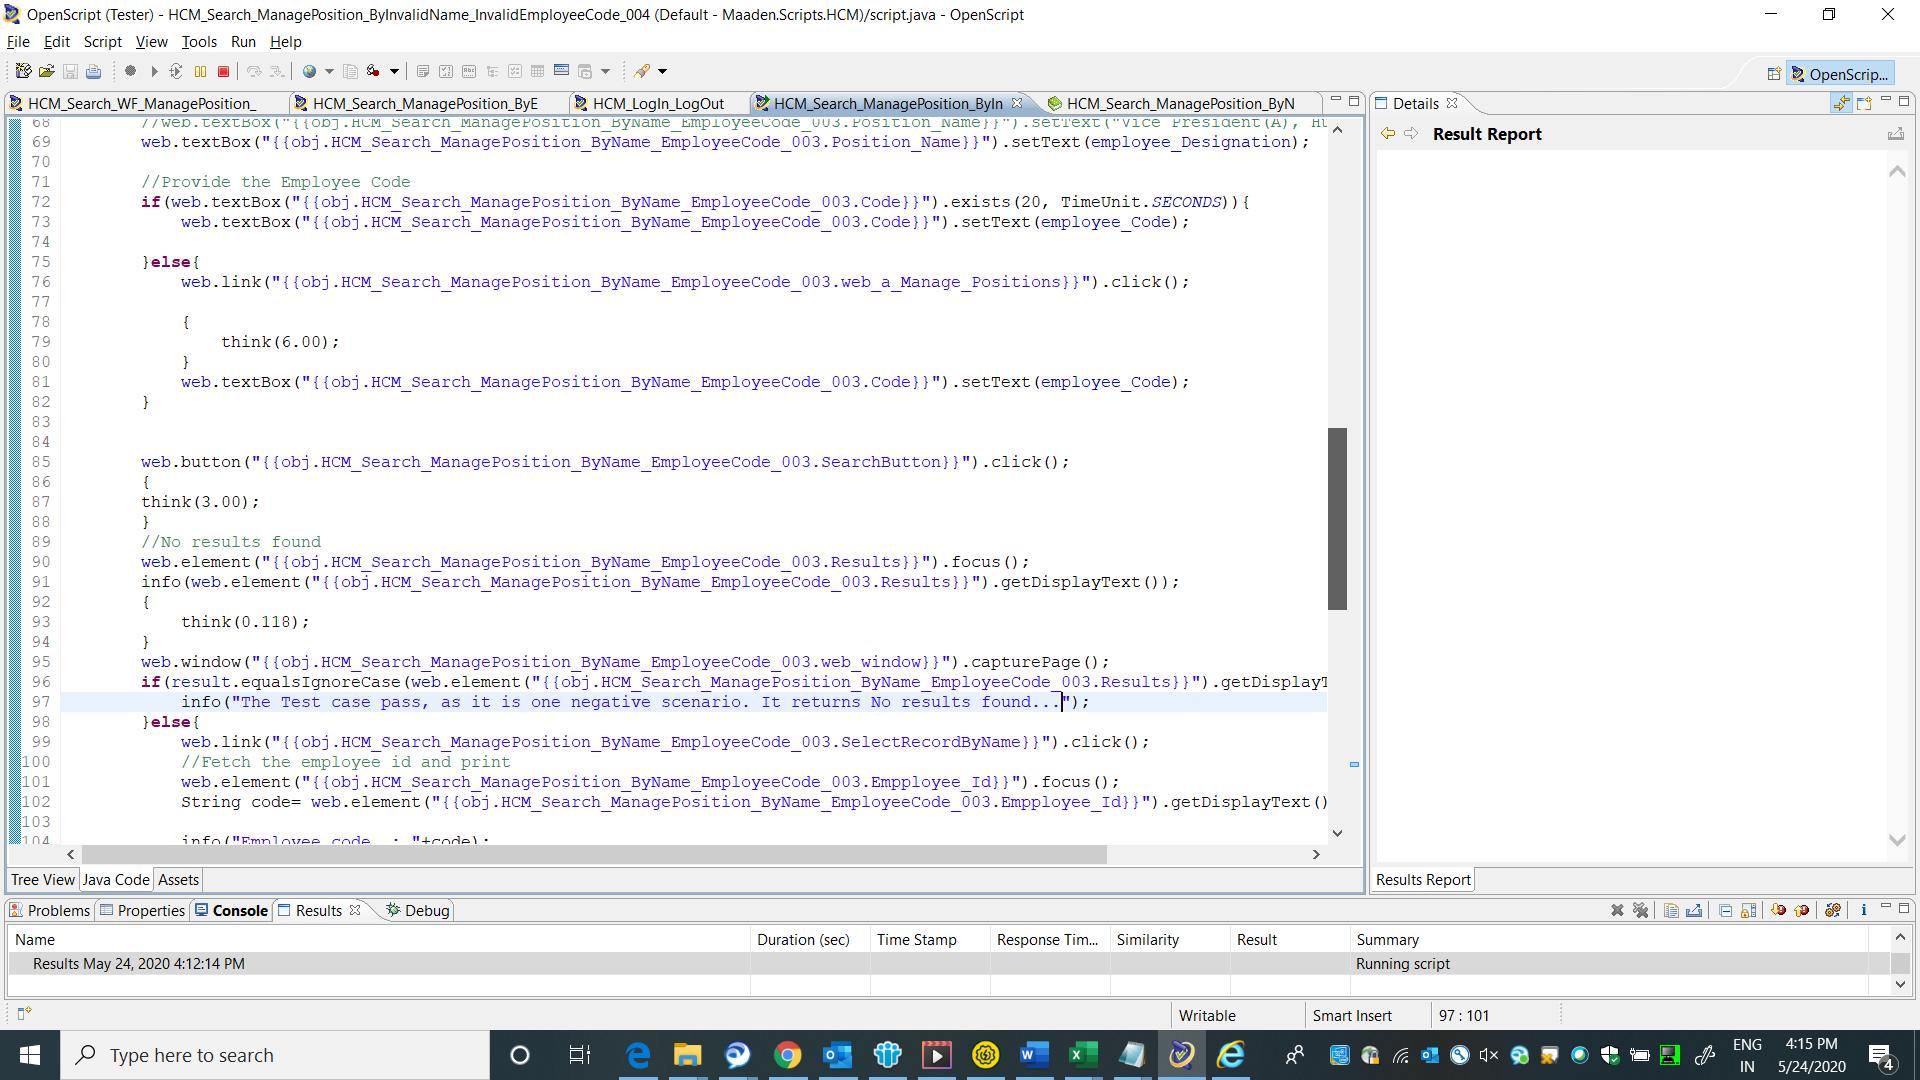 OpenScript (Tester) - HCM_Search_ManagePosition_ByInvalidName_InvalidEmployeeCode_004 (Default - Maaden.Scripts.HCM)/script.java - OpenScript
File Edit Script View Tools Run Help
OpenScrip...
HCM_Search_WF_ManagePosition_ HCM_Search_ManagePosition_ByE HCM_LogIn_LogOut HCM_Search_ManagePosition_ByIn HCM_Search_ManagePosition_ByN Details
Result Report
68 //web.textBox("{{obj.HCM_Search_ManagePosition_ByName_EmployeeCode_003.Position_Name}}").setText("Vice President(A), Hu
69 web.textBox("{{obj.HCM_Search_ManagePosition_ByName_EmployeeCode_003.Position_Name}}").setText(employee_Designation);
70
71 //Provide the Employee Code
72 if(web.textBox("{{obj.HCM_Search_ManagePosition_ByName_EmployeeCode_003.Code}}").exists(20, TimeUnit.SECONDS)){
73 web.textBox("{{obj.HCM_Search_ManagePosition_ByName_EmployeeCode_003.Code}}").setText(employee_Code);
74
75 }else{
76 web.link("{{obj.HCM_Search_ManagePosition_ByName_EmployeeCode_003.web_a_Manage_Positions}}").click();
77
78 {
79 think(6.00);
80 }
81 web.textBox("{{obj.HCM_Search_ManagePosition_ByName_EmployeeCode_003.Code}}").setText(employee_Code);
82 }
83
84
85 web.button("{{obj.HCM_Search_ManagePosition_ByName_EmployeeCode_003.SearchButton}}").click();
86 {
87 think(3.00);
88 }
89 //No results found
90 web.element("{{obj.HCM_Search_ManagePosition_ByName_EmployeeCode_003.Results}}").focus();
91 info(web.element("{{obj.HCM_Search_ManagePosition_ByName_EmployeeCode_003.Results}}").getDisplayText());
92 {
93 think(0.118);
94 }
95 web.window("{{obj.HCM_Search_ManagePosition_ByName_EmployeeCode_003.web_window}}").capturePage();
96 if(result.equalsIgnoreCase(web.element("{{obj.HCM_Search_ManagePosition_ByName_EmployeeCode_003.Results}}").getDisplayT
97 info("The Test case pass, as it is one negative scenario. It returns No results found...");
98 }else{
99 web.link("{{obj.HCM_Search_ManagePosition_ByName_EmployeeCode_003.SelectRecordByName}}").click();
100 //Fetch the employee id and print
101 web.element("{{obj.HCM_Search_ManagePosition_ByName_EmployeeCode_003.Empployee_Id}}").focus();
102 String code= web.element("{{obj.HCM_Search_ManagePosition_ByName_EmployeeCode_003.Empployee_Id}}").getDisplayText()
103
104 info("Employee code : "+code);
Tree View Java Code Assets
Results Report
Problems Properties Console Results Debug
Name Duration (sec) Time Stamp Response Tim... Similarity Result Summary
Results May 24, 2020 4:12:14 PM Running script
Writable Smart Insert 97 : 101
Type here to search
ENG
IN
4:15 PM
5/24/2020
4